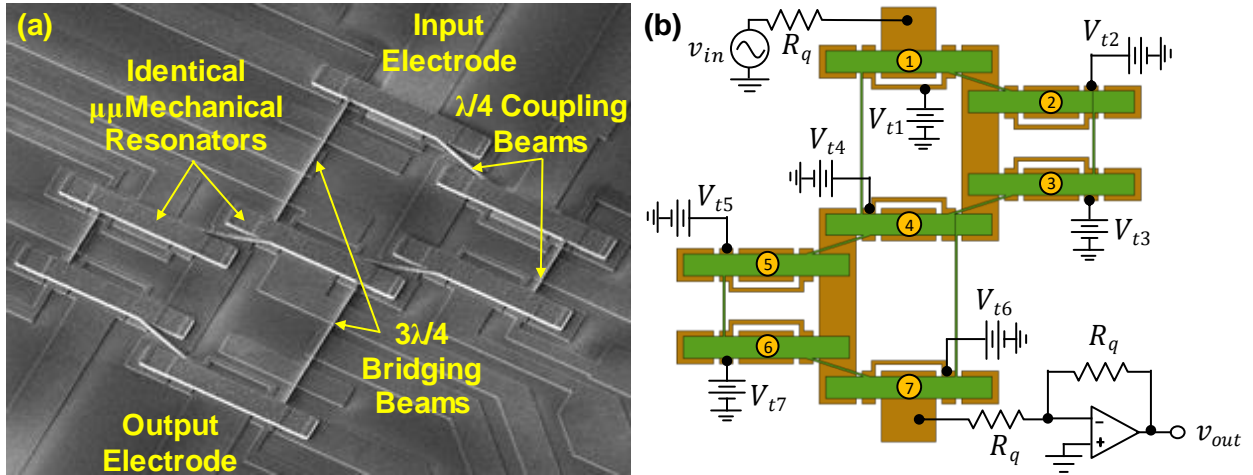 (a)
Input
Electrode
Identical
μμMechanical
Resonators
λ/4 Coupling
Beams
3λ/4
Bridging
Beams
Output
Electrode
(b)
v_in
R_q
V_t1
V_t2
V_t3
V_t4
V_t5
V_t6
V_t7
1
2
3
4
5
6
7
R_q
R_q
−
+
v_out